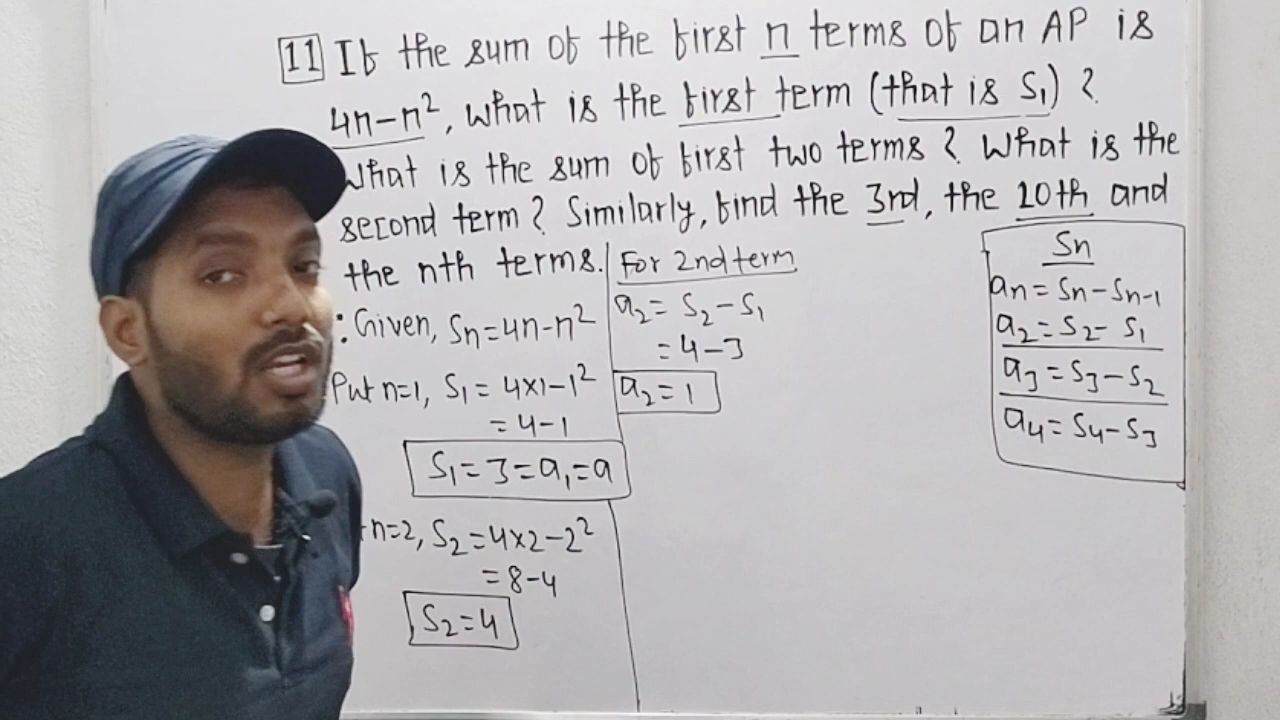 11 If the sum of the first n terms of an AP is
4n-n², what is the first term (that is S₁) ?
What is the sum of first two terms ? What is the
second term ? Similarly, find the 3rd, the 10th and
the nth terms.
: Given, Sn=4n-n²
Put n=1, S₁ = 4×1-1²
= 4-1
S₁=3=a₁=a
n=2, S₂=4×2-2²
=8-4
S₂=4
For 2nd term
a₂= S₂-S₁
=4-3
a₂=1
Sn
an=Sn-Sn-1
a₂=S₂-S₁
a₃=S₃-S₂
a₄=S₄-S₃